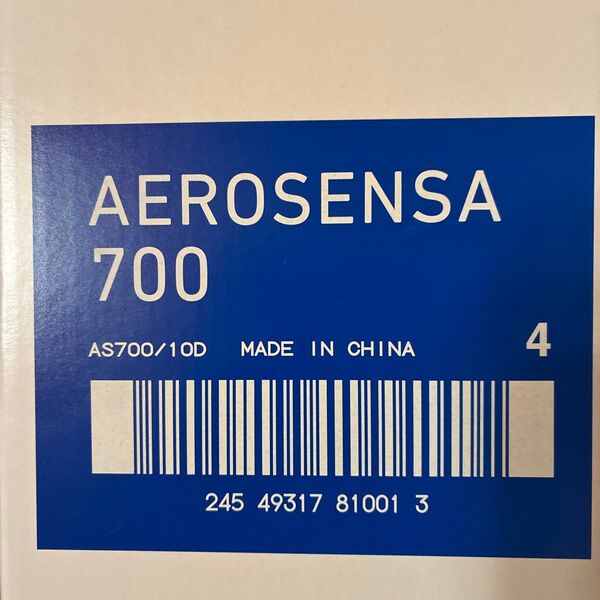 AEROSENSA
700
AS700/10D MADE IN CHINA 4
245 49317 81001 3